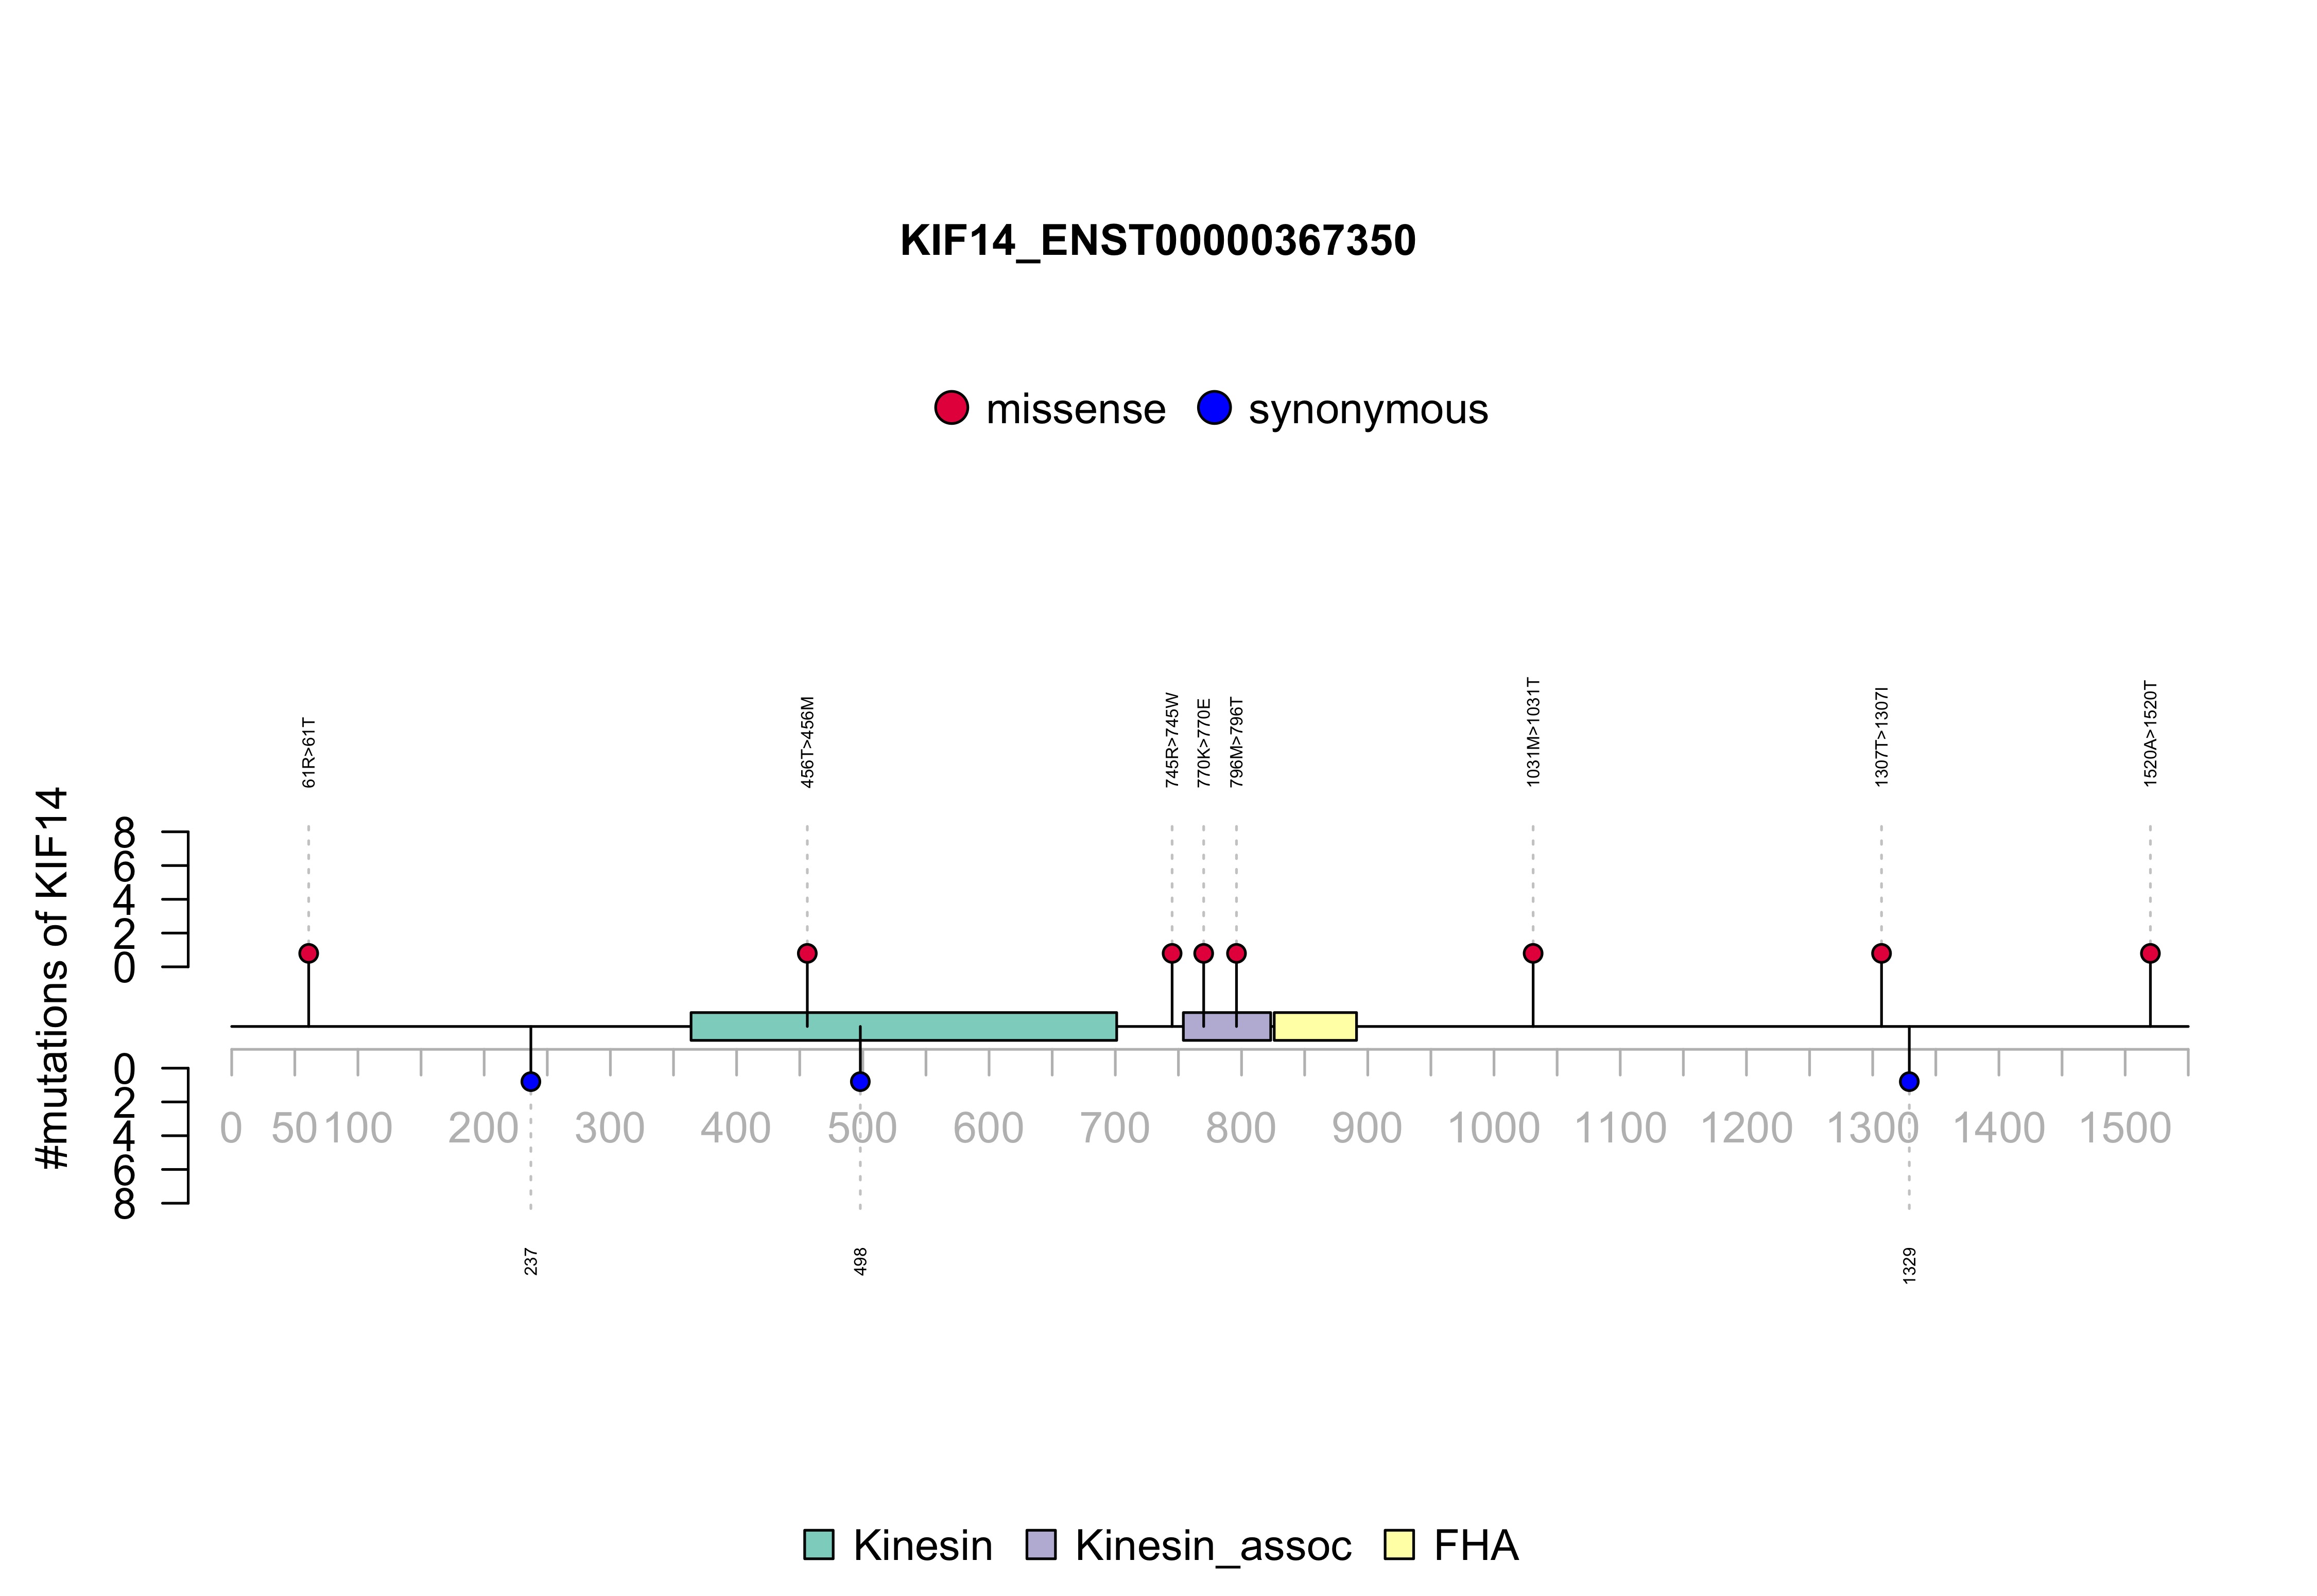 KIF14_ENST00000367350
missense synonymous
61R>61T 456T>456M 745R>745W 770K>770E 796M>796T 1031M>1031T 1307T>1307I 1520A>1520T
#mutations of KIF14
8
6
4
2
0
0
2
4
6
8
0 50 100 200 300 400 500 600 700 800 900 1000 1100 1200 1300 1400 1500
237 498 1329
Kinesin Kinesin_assoc FHA